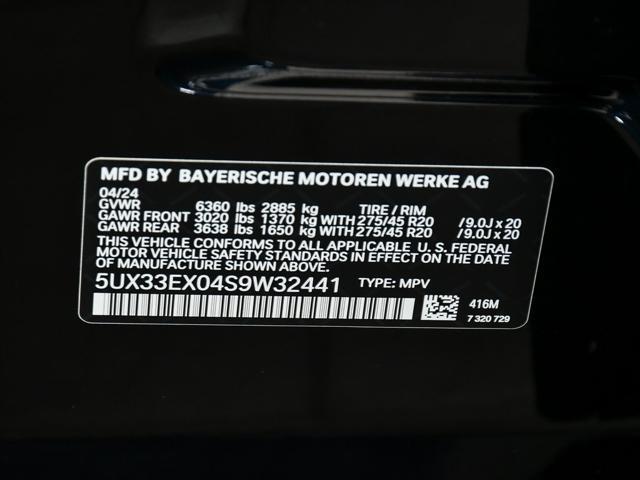 MFD BY BAYERISCHE MOTOREN WERKE AG
04/24
GVWR 6360 lbs 2885 kg TIRE / RIM
GAWR FRONT 3020 lbs 1370 kg WITH 275/45 R20 /9.0J x 20
GAWR REAR 3638 lbs 1650 kg WITH 275/45 R20 /9.0J x 20
THIS VEHICLE CONFORMS TO ALL APPLICABLE U. S. FEDERAL
MOTOR VEHICLE SAFETY STANDARDS IN EFFECT ON THE DATE
OF MANUFACTURE SHOWN ABOVE.
5UX33EX04S9W32441 TYPE: MPV
416M
7 320 729